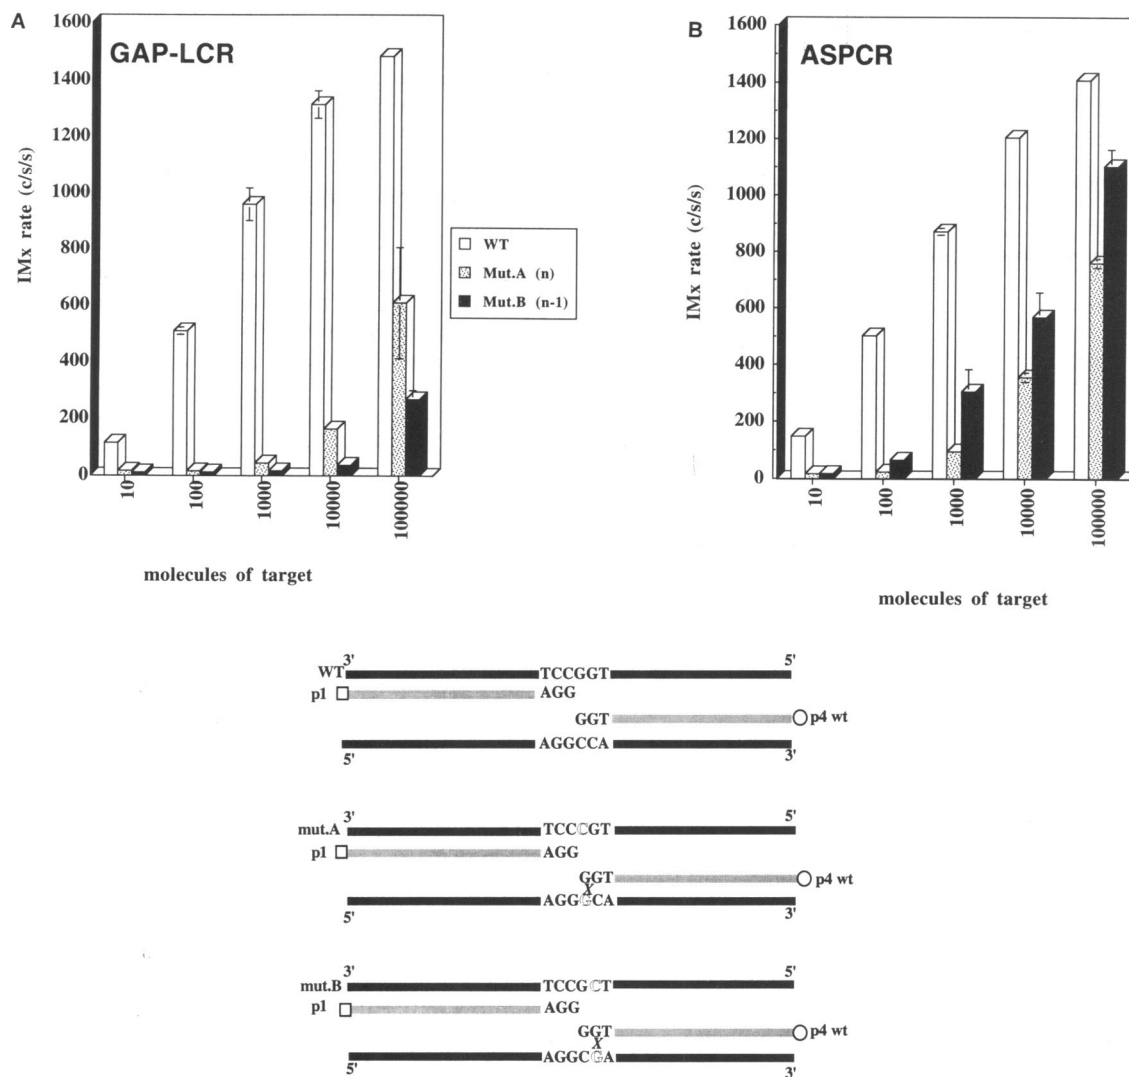 A
GAP-LCR
IMx rate (c/s/s)
1600
1400
1200
1000
800
600
400
200
0
10
100
1000
10000
100000
molecules of target
WT
Mut.A (n)
Mut.B (n-1)
B
ASPCR
IMx rate (c/s/s)
1600
1400
1200
1000
800
600
400
200
0
10
100
1000
10000
100000
molecules of target
3' 5'
WT TCCGGT
p1 AGG
GGT p4 wt
AGGCCA
5' 3'
3' 5'
mut.A TCCCGT
p1 AGG
GGT p4 wt
X
AGGGCA
5' 3'
3' 5'
mut.B TCCGCT
p1 AGG
GGT p4 wt
X
AGGCGA
5' 3'